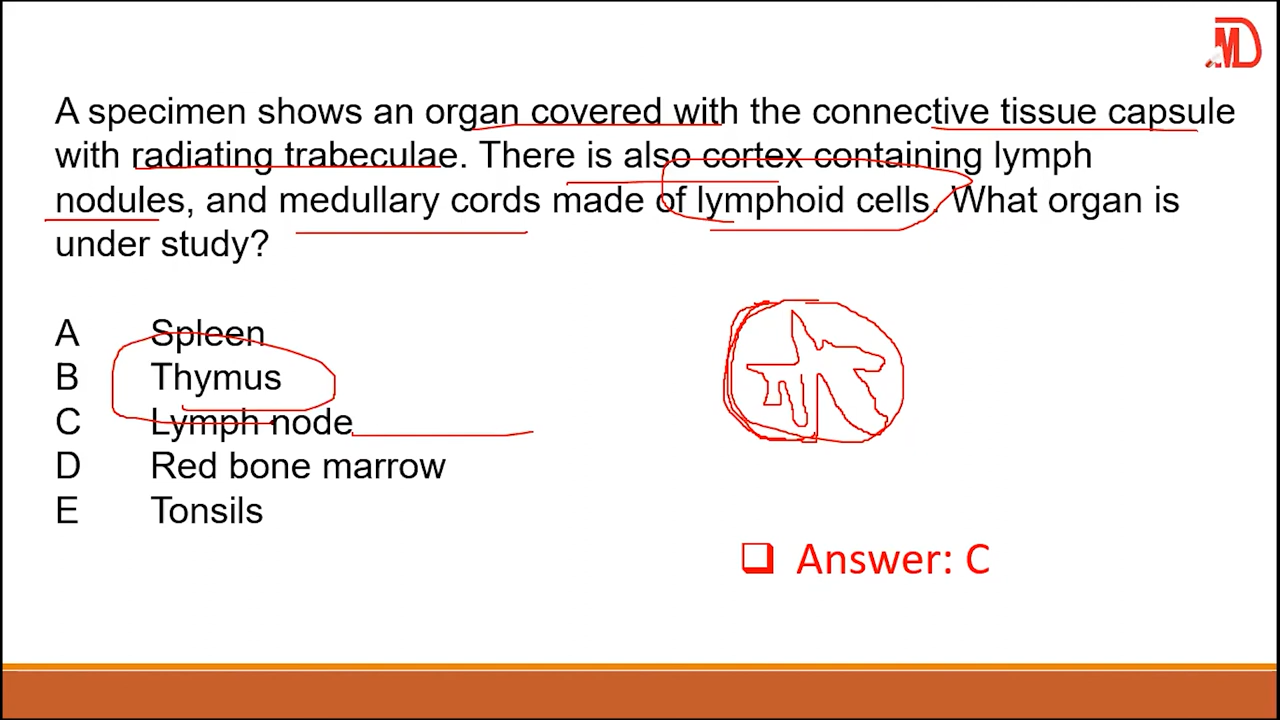 MD
A specimen shows an organ covered with the connective tissue capsule
with radiating trabeculae. There is also cortex containing lymph
nodules, and medullary cords made of lymphoid cells. What organ is
under study?
A Spleen
B Thymus
C Lymph node
D Red bone marrow
E Tonsils
❑ Answer: C